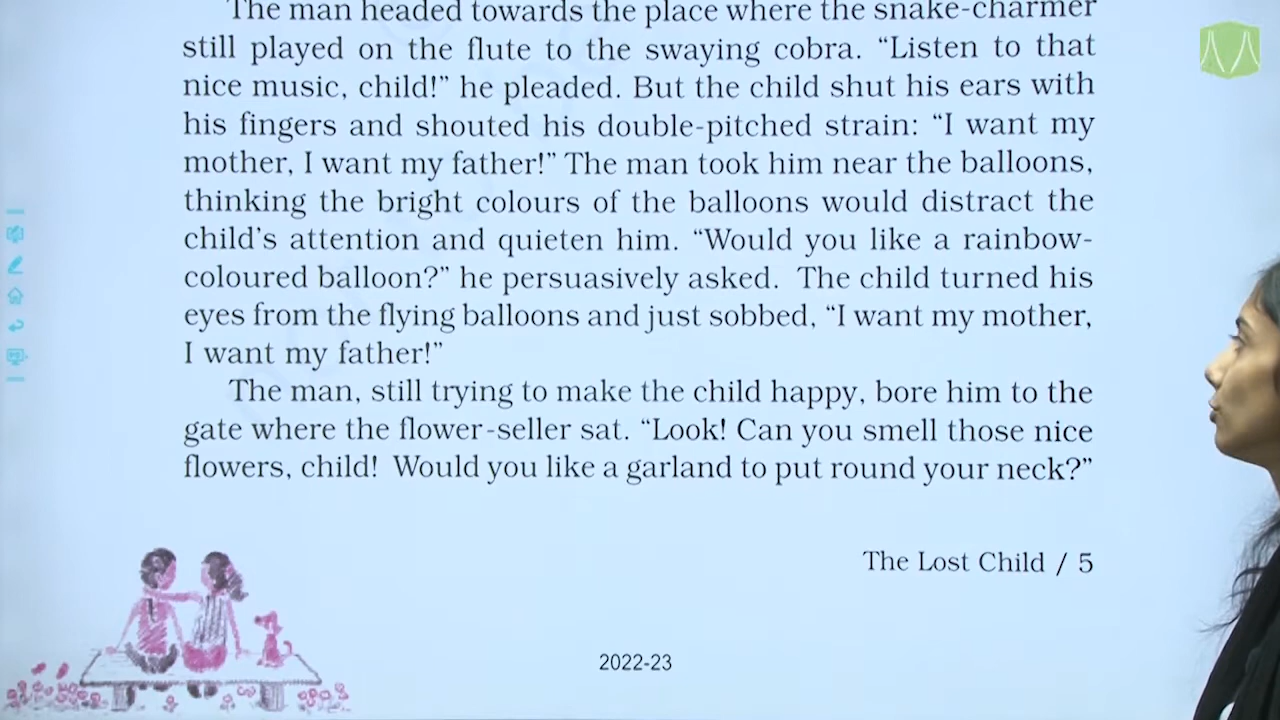 The man headed towards the place where the snake-charmer
still played on the flute to the swaying cobra. “Listen to that
nice music, child!” he pleaded. But the child shut his ears with
his fingers and shouted his double-pitched strain: “I want my
mother, I want my father!” The man took him near the balloons,
thinking the bright colours of the balloons would distract the
child’s attention and quieten him. “Would you like a rainbow-
coloured balloon?” he persuasively asked. The child turned his
eyes from the flying balloons and just sobbed, “I want my mother,
I want my father!”
The man, still trying to make the child happy, bore him to the
gate where the flower-seller sat. “Look! Can you smell those nice
flowers, child! Would you like a garland to put round your neck?”
The Lost Child / 5
2022-23